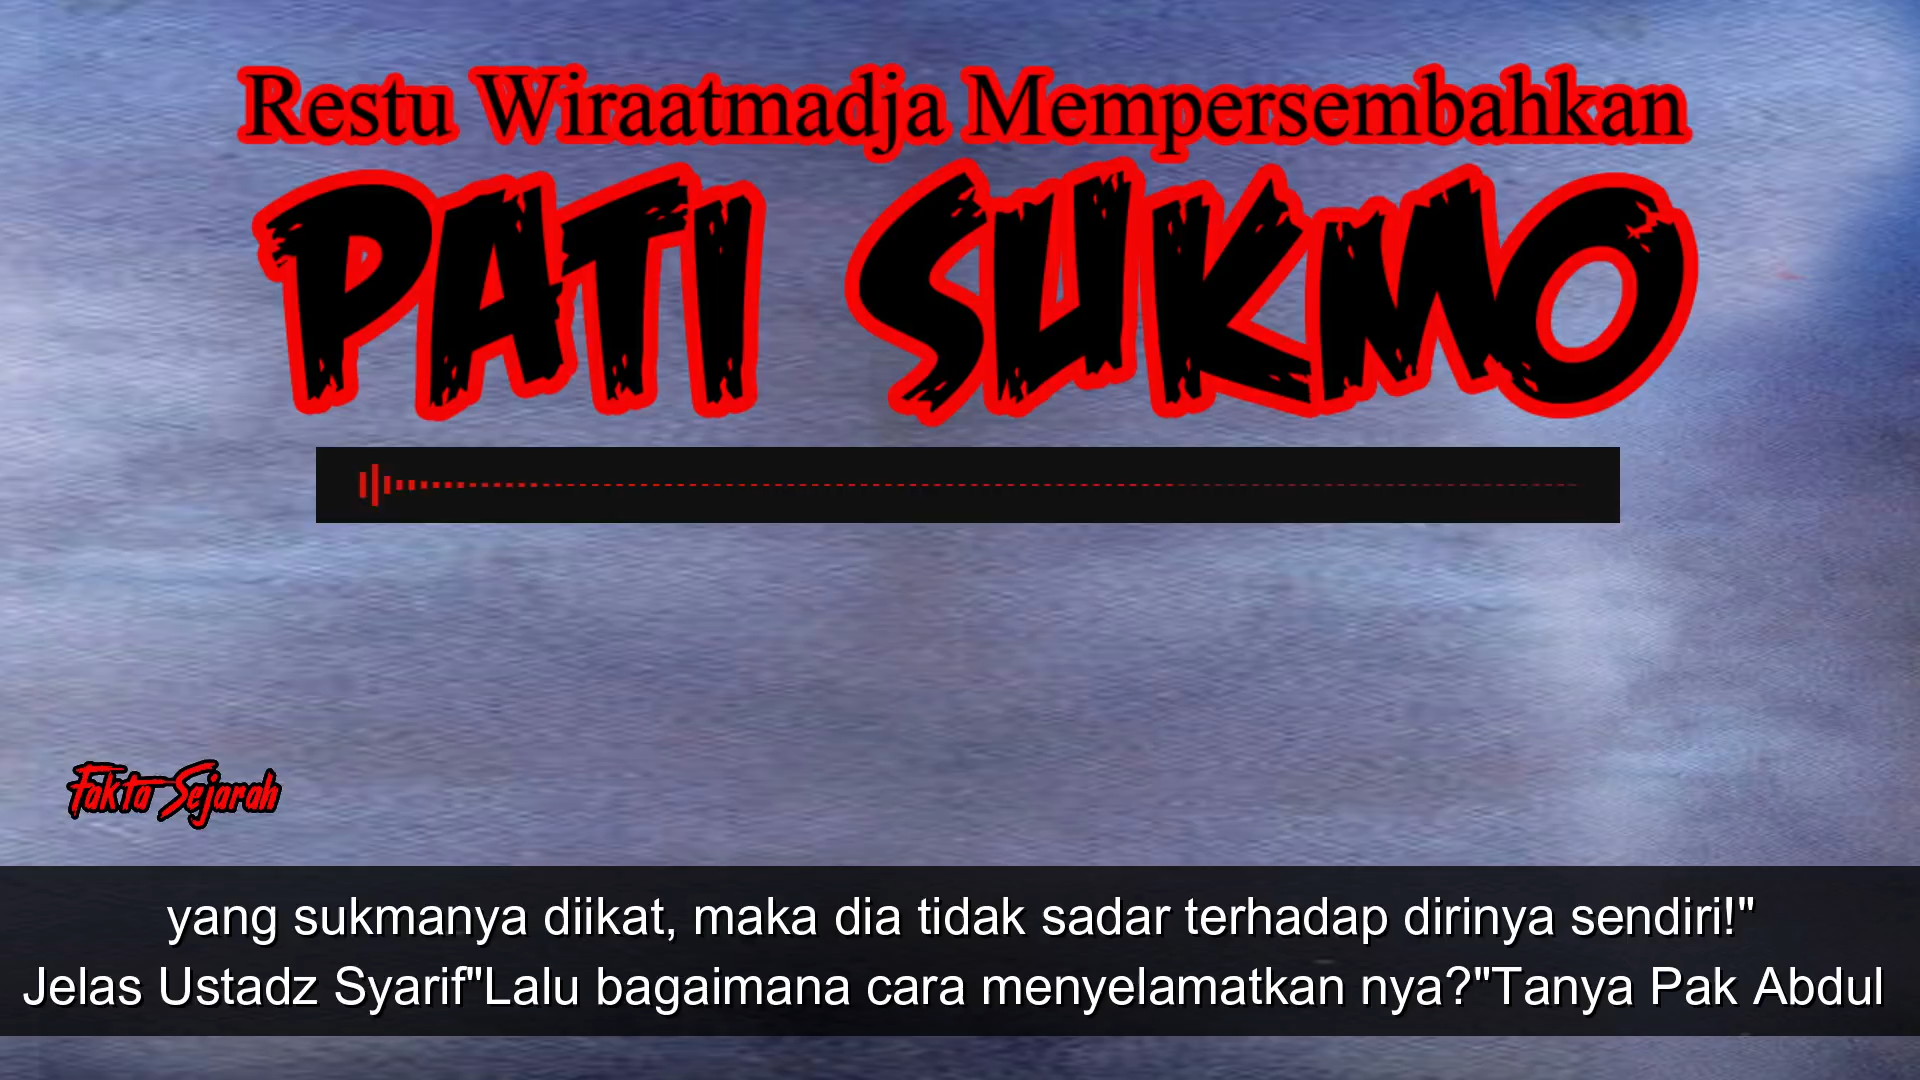 Restu Wiraatmadja Mempersembahkan
PATI SUKMO
Fakta Sejarah
yang sukmanya diikat, maka dia tidak sadar terhadap dirinya sendiri!"
Jelas Ustadz Syarif"Lalu bagaimana cara menyelamatkan nya?"Tanya Pak Abdul